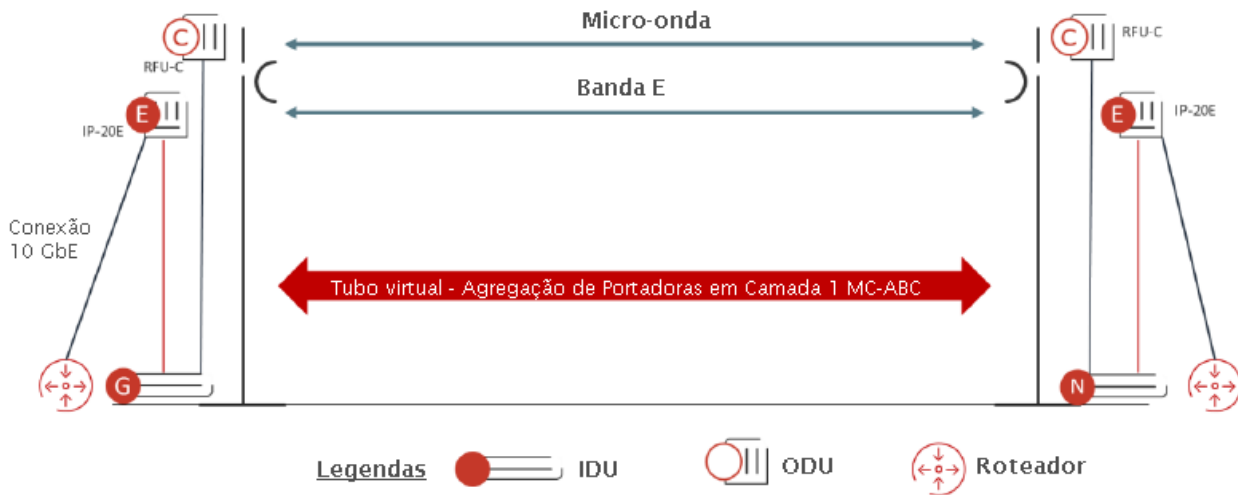 Micro-onda
C
RFU-C
C
RFU-C
Banda E
E
IP-20E
E
IP-20E
Conexão
10 GbE
Tubo virtual - Agregação de Portadoras em Camada 1 MC-ABC
G
N
Legendas
IDU
ODU
Roteador